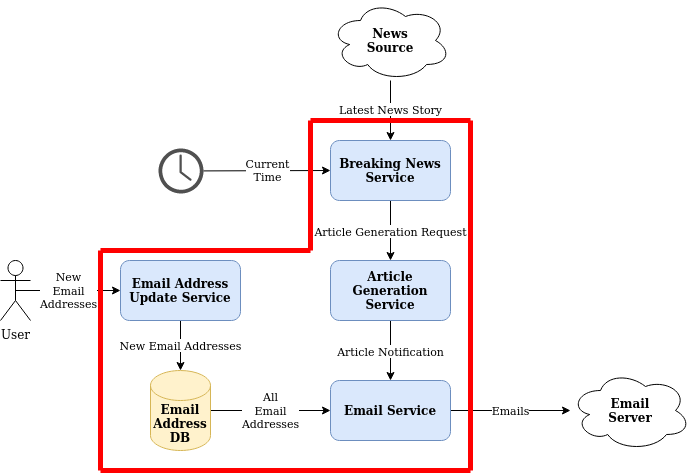 News
Source
Latest News Story
Current
Time
Breaking News
Service
Article Generation Request
New
Email
Addresses
User
Email Address
Update Service
Article
Generation
Service
New Email Addresses
Article Notification
Email
Address
DB
All
Email
Addresses
Email Service
Emails
Email
Server